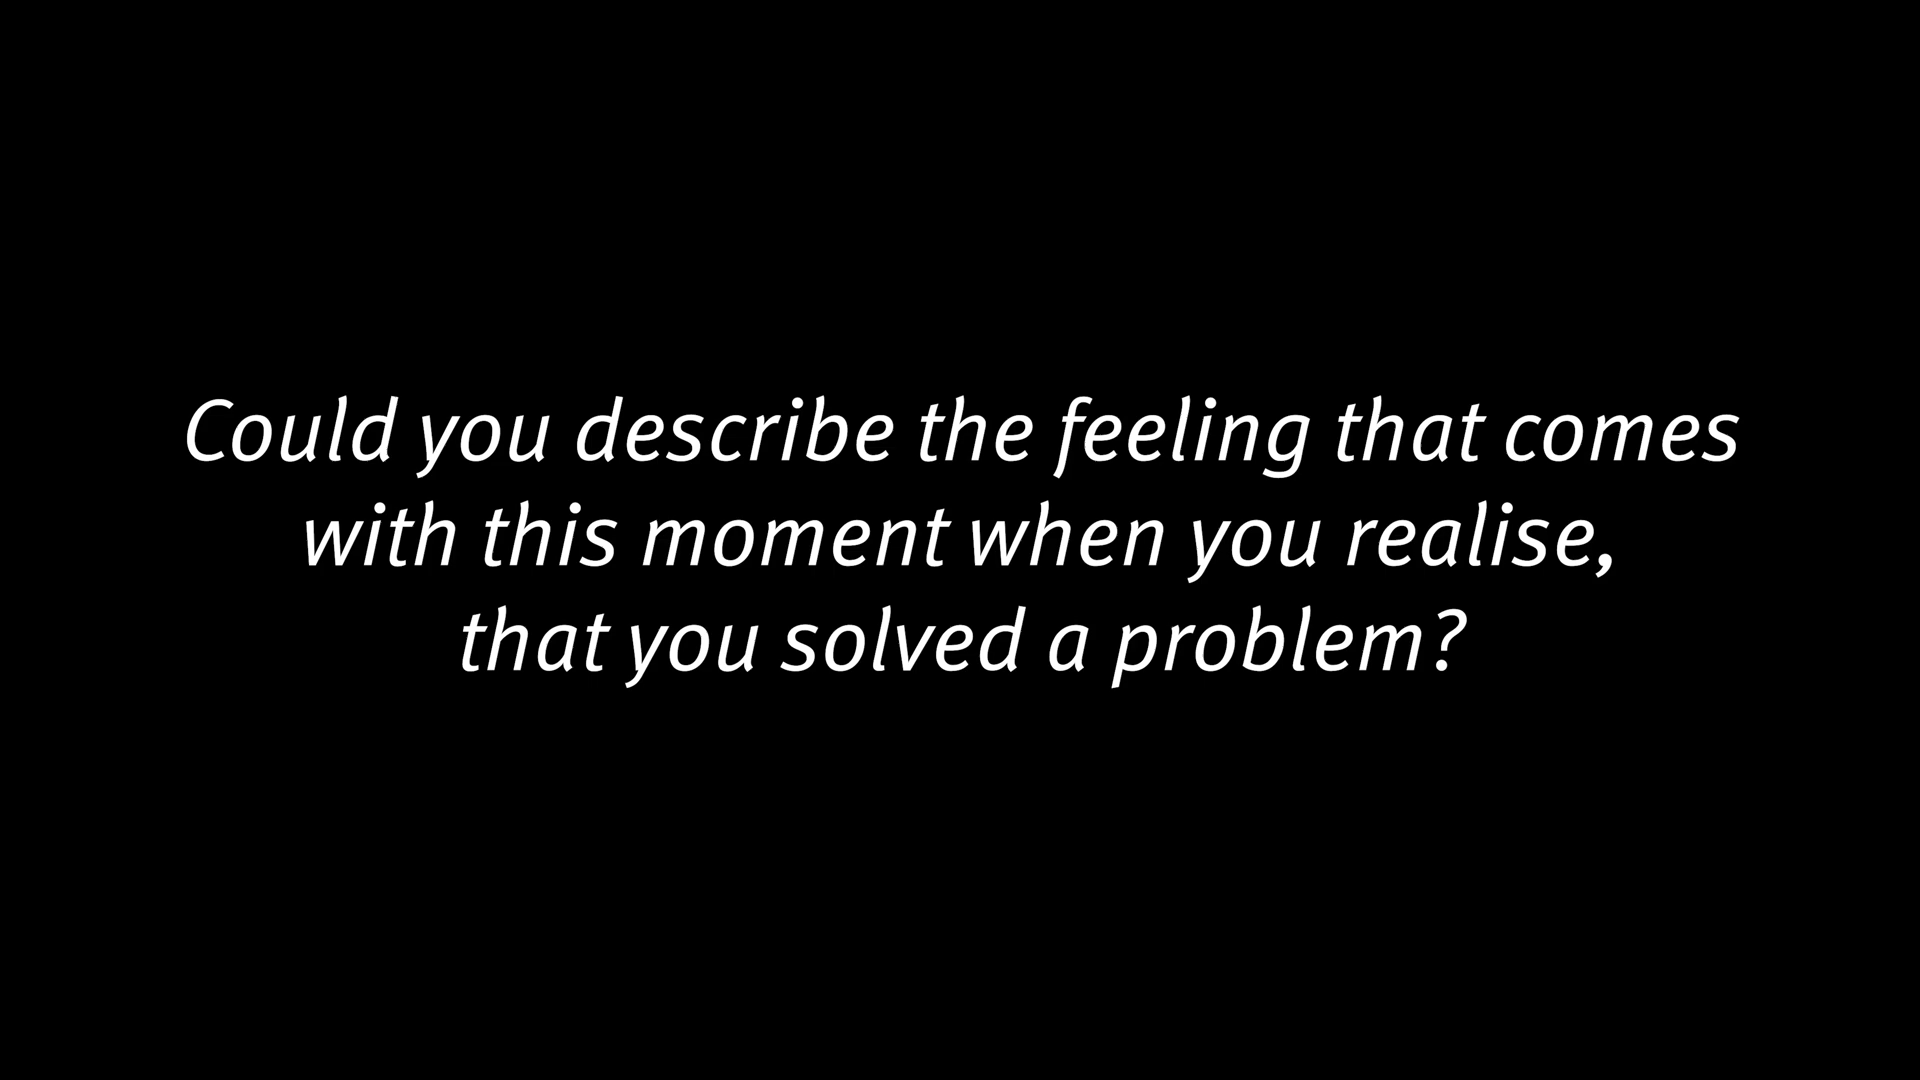 Could you describe the feeling that comes
with this moment when you realise,
that you solved a problem?